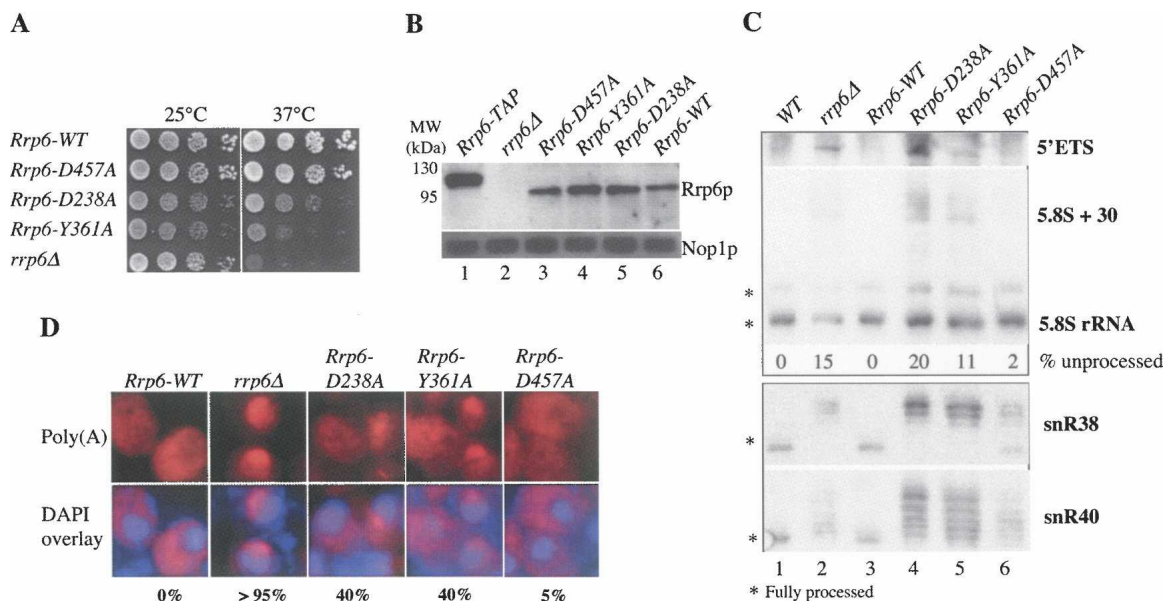 A
25°C 37°C
Rrp6-WT
Rrp6-D457A
Rrp6-D238A
Rrp6-Y361A
rrp6Δ
B
MW
(kDa)
Rrp6-TAP
rrp6Δ
Rrp6-D457A
Rrp6-Y361A
Rrp6-D238A
Rrp6-WT
130
95
Rrp6p
Nop1p
1 2 3 4 5 6
C
WT
rrp6Δ
Rrp6-WT
Rrp6-D238A
Rrp6-Y361A
Rrp6-D457A
5'ETS
5.8S + 30
*
* 5.8S rRNA
0 15 0 20 11 2 % unprocessed
snR38
*
snR40
*
1 2 3 4 5 6
* Fully processed
D
Rrp6-WT
rrp6Δ
Rrp6-
D238A
Rrp6-
Y361A
Rrp6-
D457A
Poly(A)
DAPI
overlay
0% >95% 40% 40% 5%